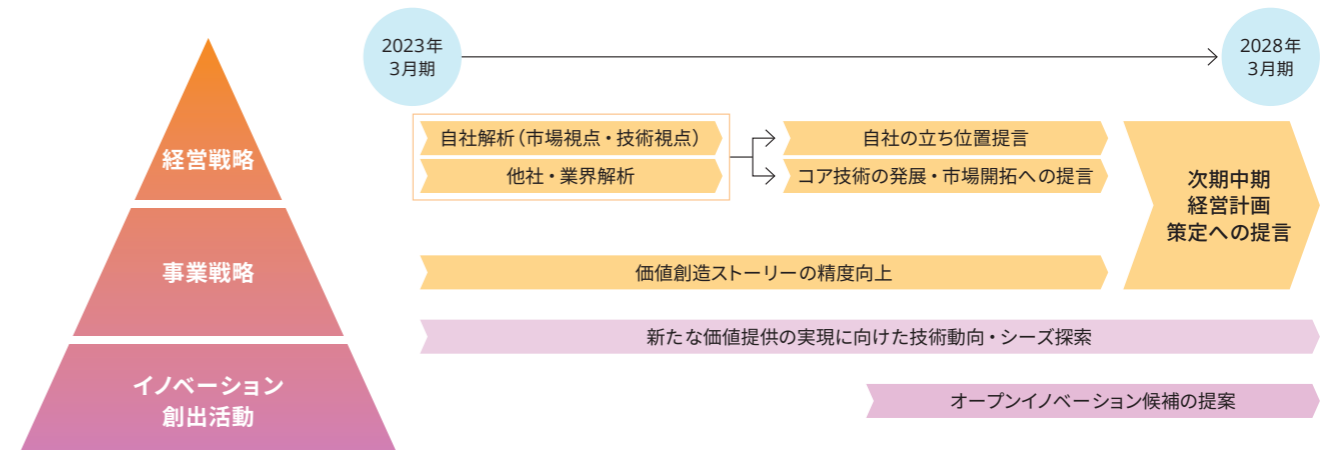 2023年
3月期
2028年
3月期
経営戦略
事業戦略
イノベーション
創出活動
自社解析（市場視点・技術視点）
他社・業界解析
自社の立ち位置提言
コア技術の発展・市場開拓への提言
次期中期
経営計画
策定への提言
価値創造ストーリーの精度向上
新たな価値提供の実現に向けた技術動向・シーズ探索
オープンイノベーション候補の提案